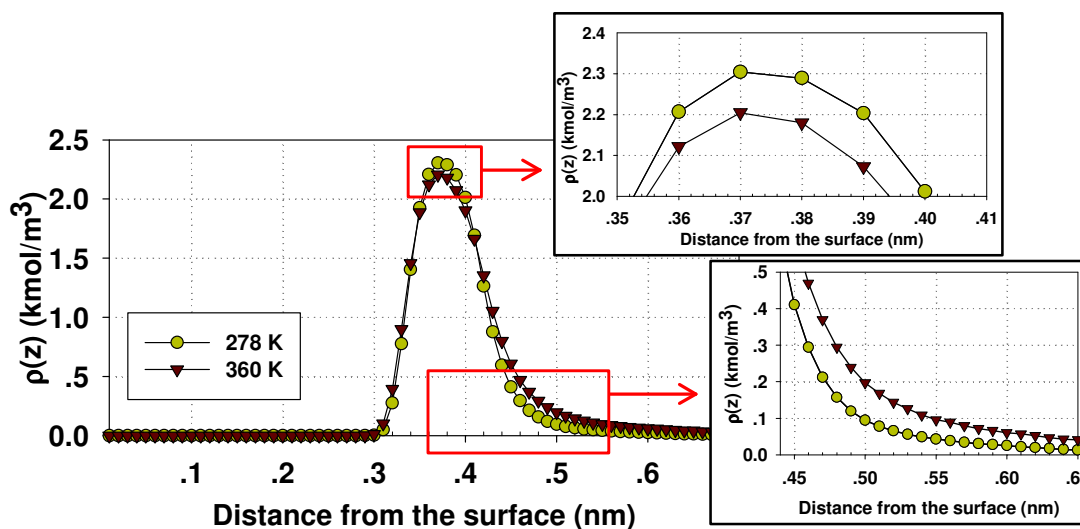 2.5
2.0
1.5
1.0
.5
0.0
ρ(z) (kmol/m³)
278 K
360 K
.1 .2 .3 .4 .5 .6
Distance from the surface (nm)
2.4
2.3
2.2
2.1
2.0
ρ(z) (kmol/m³)
.35 .36 .37 .38 .39 .40 .41
Distance from the surface (nm)
.5
.4
.3
.2
.1
0.0
ρ(z) (kmol/m³)
.45 .50 .55 .60 .6
Distance from the surface (nm)